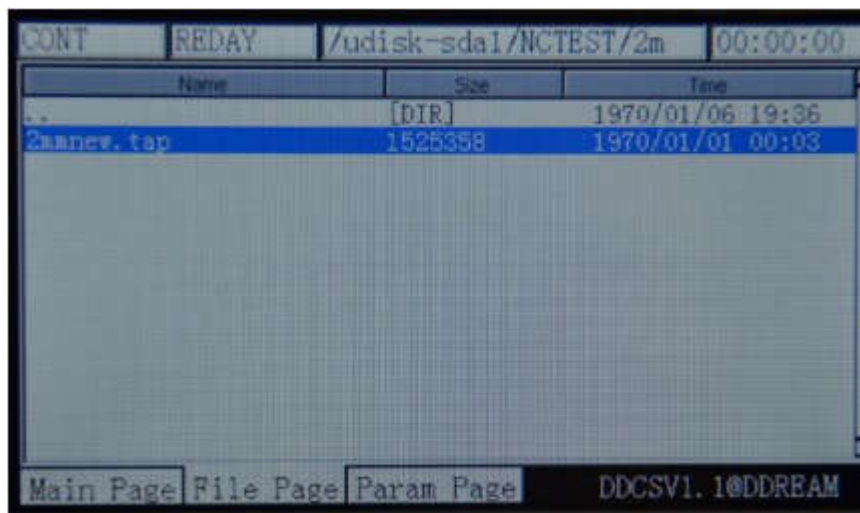 CONT REDAY /udisk-sda1/NCTEST/2m 00:00:00
Name Size Time
.. [DIR] 1970/01/06 19:36
2mmnew.tap 1525358 1970/01/01 00:03
Main Page File Page Param Page DDCSV1.1@DDREAM